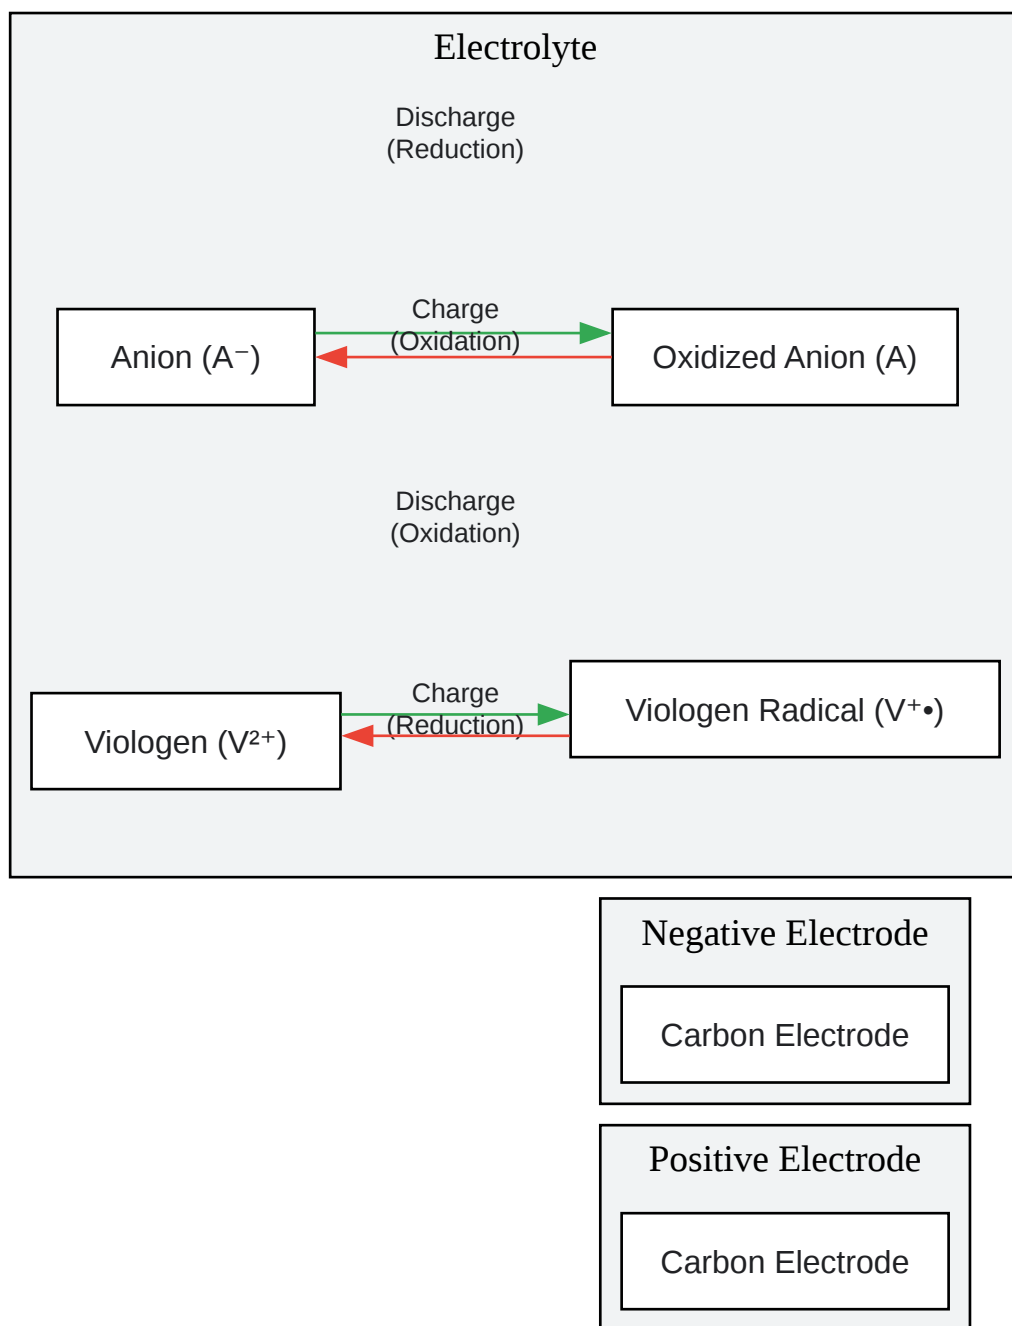 Electrolyte
Discharge
(Reduction)
Charge
(Oxidation)
Anion (A⁻)
Oxidized Anion (A)
Discharge
(Oxidation)
Charge
(Reduction)
Viologen (V²⁺)
Viologen Radical (V⁺•)
Negative Electrode
Carbon Electrode
Positive Electrode
Carbon Electrode